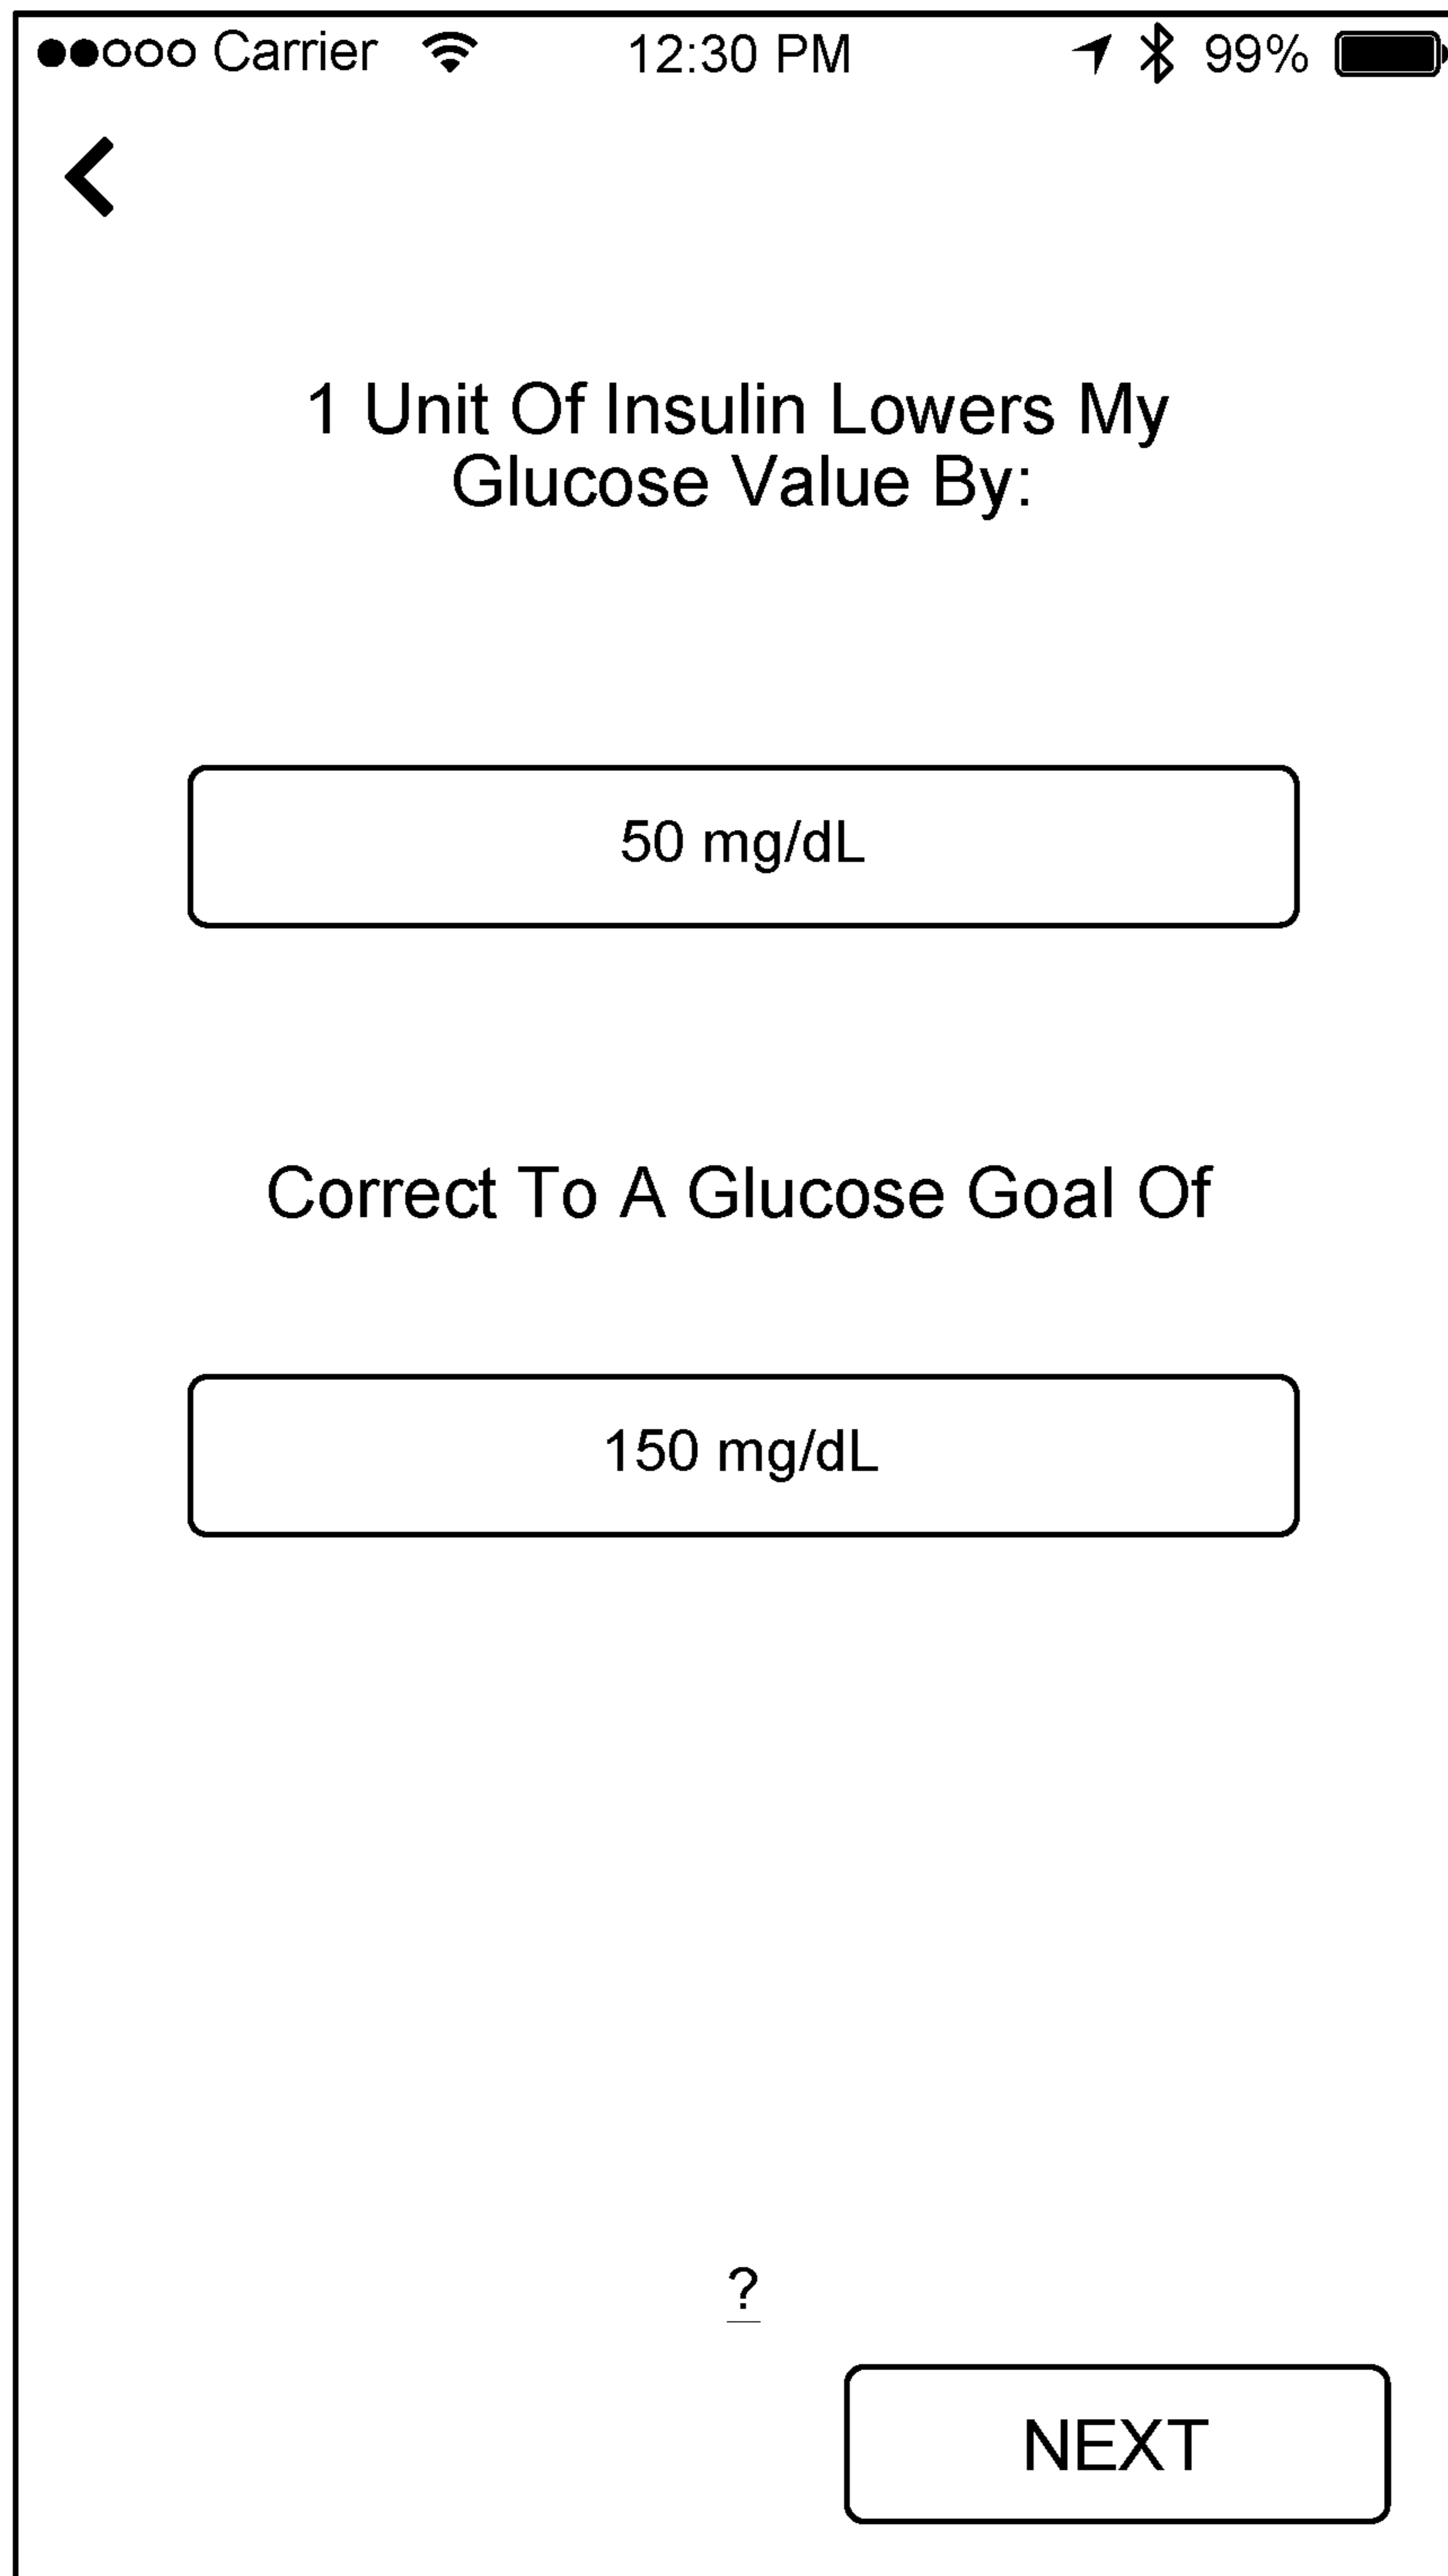 Carrier 12:30 PM 99%
1 Unit Of Insulin Lowers My
Glucose Value By:
50 mg/dL
Correct To A Glucose Goal Of
150 mg/dL
?
NEXT